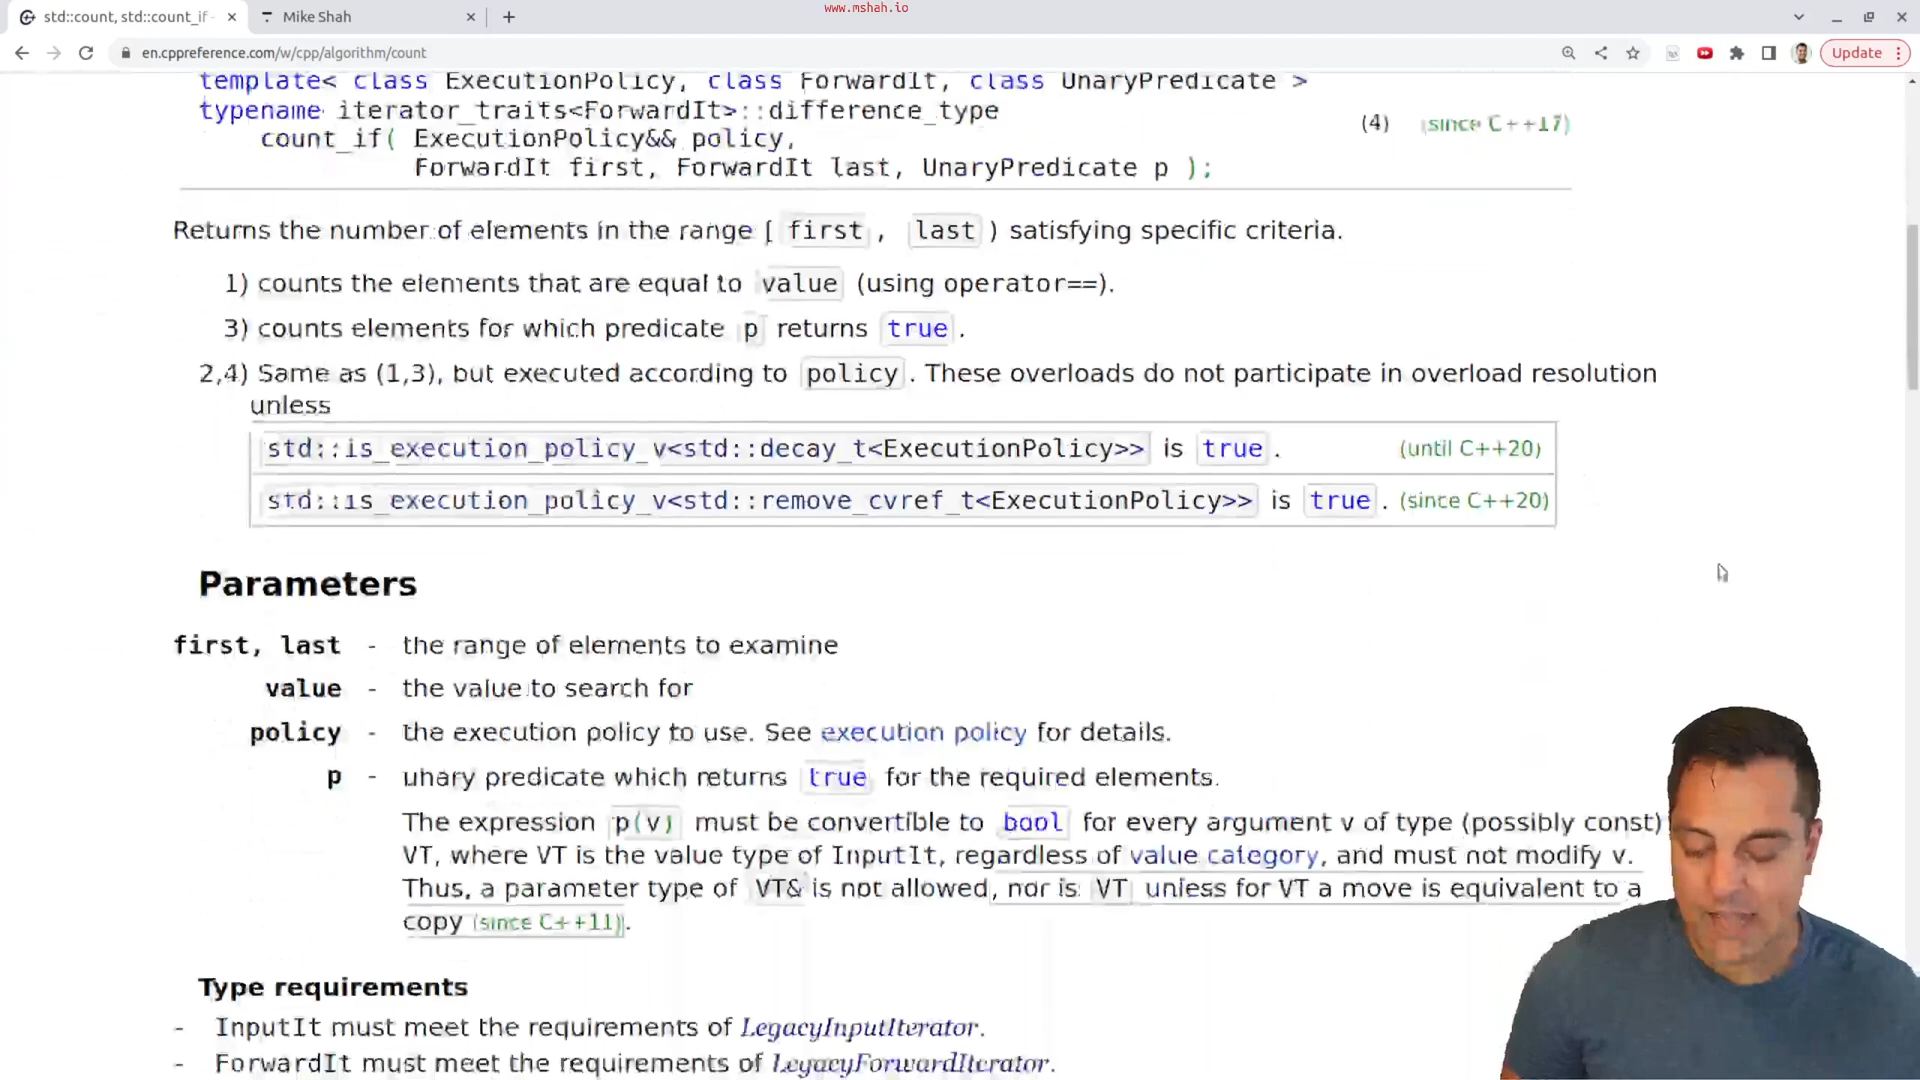 www.mshah.io
std::count, std::count_if -
Mike Shah
en.cppreference.com/w/cpp/algorithm/count
Update
template< class ExecutionPolicy, class ForwardIt, class UnaryPredicate >
typename iterator_traits<ForwardIt>::difference_type
count_if( ExecutionPolicy&& policy,
ForwardIt first, ForwardIt last, UnaryPredicate p );
(4) (since C++17)
Returns the number of elements in the range [ first , last ) satisfying specific criteria.
1) counts the elements that are equal to value (using operator==).
3) counts elements for which predicate p returns true .
2,4) Same as (1,3), but executed according to policy . These overloads do not participate in overload resolution
unless
std::is_execution_policy_v<std::decay_t<ExecutionPolicy>> is true . (until C++20)
std::is_execution_policy_v<std::remove_cvref_t<ExecutionPolicy>> is true . (since C++20)
Parameters
first, last - the range of elements to examine
value - the value to search for
policy - the execution policy to use. See execution policy for details.
p - unary predicate which returns true for the required elements.
The expression p(v) must be convertible to bool for every argument v of type (possibly const)
VT, where VT is the value type of InputIt, regardless of value category, and must not modify v.
Thus, a parameter type of VT& is not allowed, nor is VT unless for VT a move is equivalent to a
copy (since C++11).
Type requirements
- InputIt must meet the requirements of LegacyInputIterator.
- ForwardIt must meet the requirements of LegacyForwardIterator.